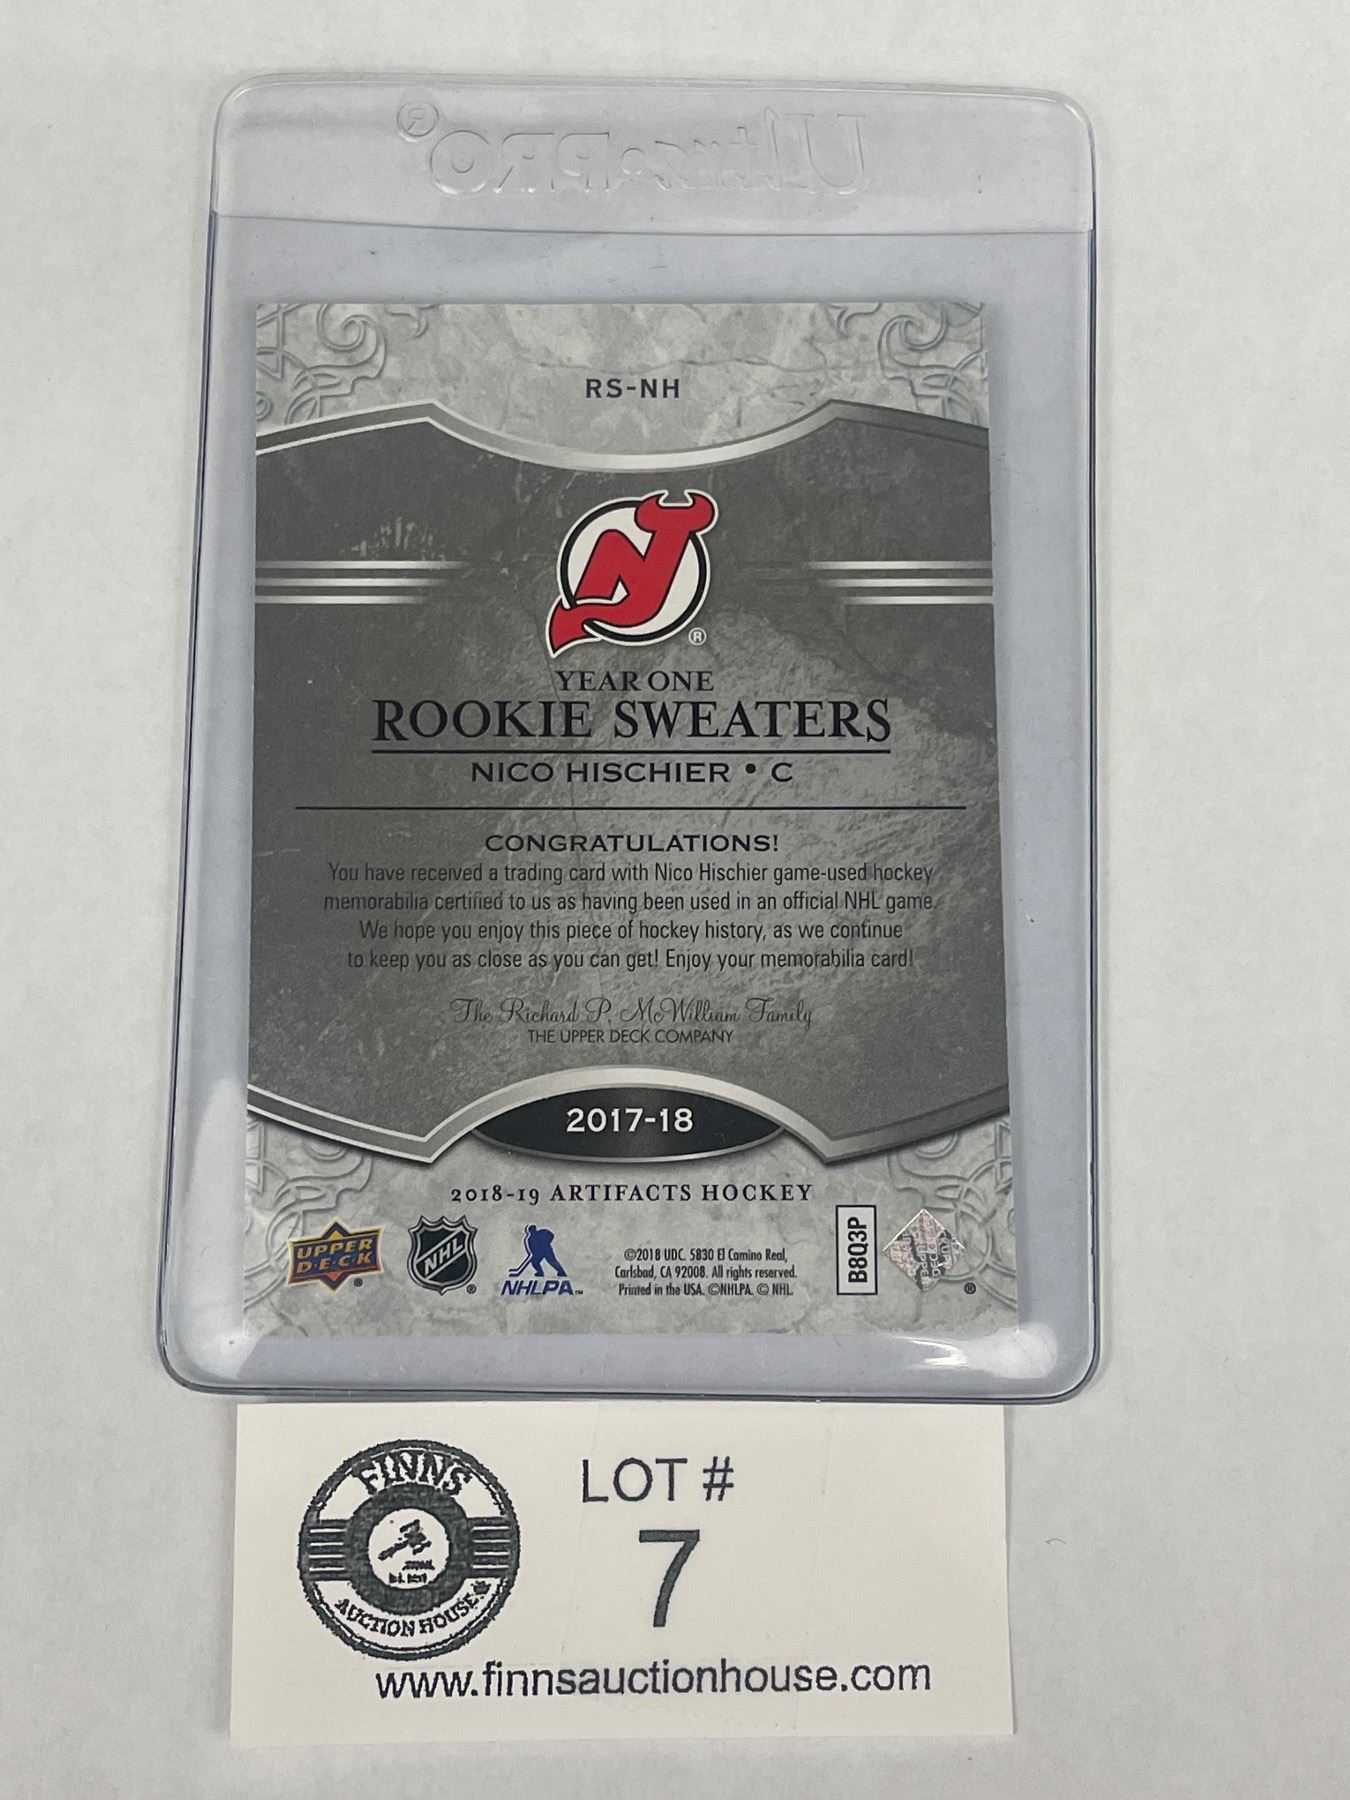 Ultra•PRO®
RS-NH
NJ ®
YEAR ONE
ROOKIE SWEATERS
NICO HISCHIER • C
CONGRATULATIONS!
You have received a trading card with Nico Hischier game-used hockey
memorabilia certified to us as having been used in an official NHL game.
We hope you enjoy this piece of hockey history, as we continue
to keep you as close as you can get! Enjoy your memorabilia card!
The Richard P. McWilliam Family
THE UPPER DECK COMPANY
2017-18
2018-19 ARTIFACTS HOCKEY
UPPER
D·E·C·K
®
NHL
®
NHLPA™
©2018 UDC. 5830 El Camino Real,
Carlsbad, CA 92008. All rights reserved.
Printed in the USA. ©NHLPA. © NHL.
B8Q3P
®
FINNS
AUCTION HOUSE
LOT #
7
www.finnsauctionhouse.com